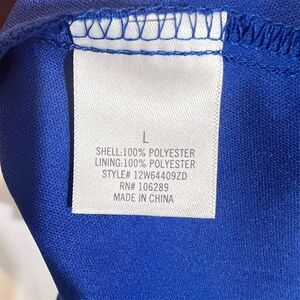 L
SHELL:100% POLYESTER
LINING:100% POLYESTER
STYLE# 12W64409ZD
RN# 106289
MADE IN CHINA